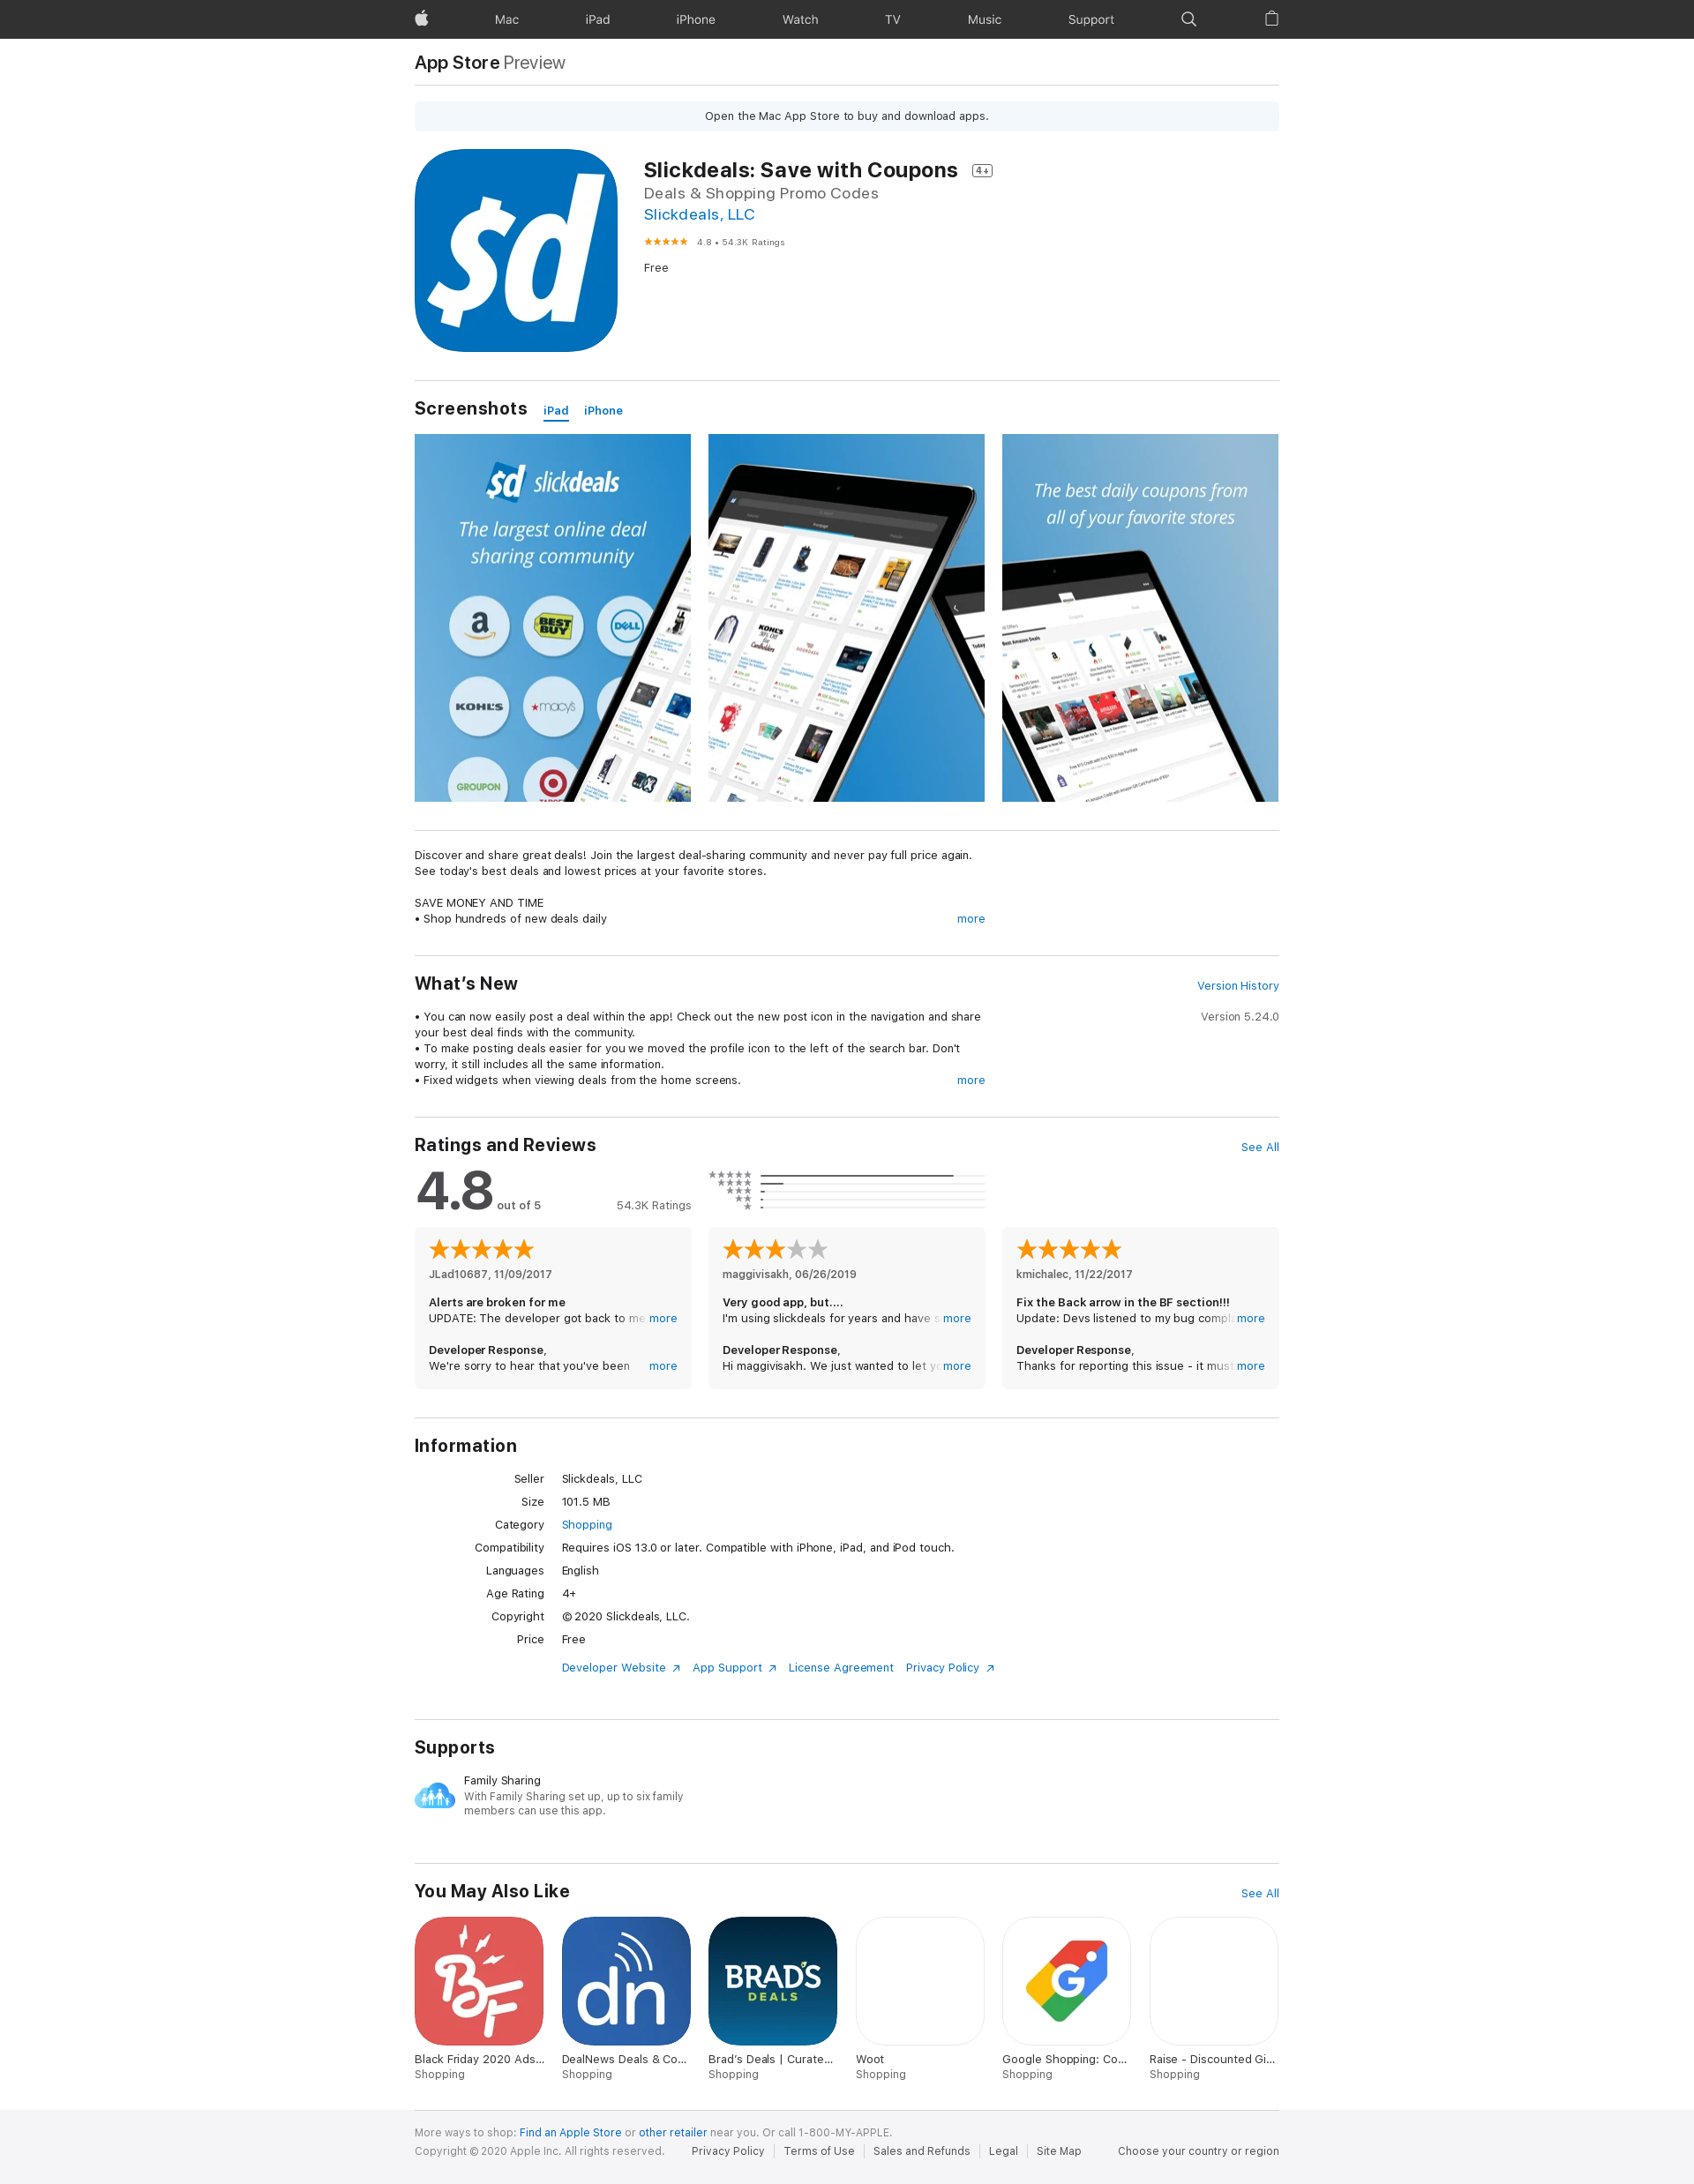 Mac iPad iPhone Watch TV Music Support
App Store Preview
Open the Mac App Store to buy and download apps.
$d
Slickdeals: Save with Coupons 4+
Deals & Shopping Promo Codes
Slickdeals, LLC
4.8 • 54.3K Ratings
Free
Screenshots iPad iPhone
$d slickdeals
The largest online deal
sharing community
a
BEST BUY
DELL
KOHL'S
macy's
GROUPON
KOHL'S
30% Off
for
Cardholders
The best daily coupons from
all of your favorite stores
Discover and share great deals! Join the largest deal-sharing community and never pay full price again.
See today's best deals and lowest prices at your favorite stores.
SAVE MONEY AND TIME
• Shop hundreds of new deals daily more
What's New Version History
• You can now easily post a deal within the app! Check out the new post icon in the navigation and share Version 5.24.0
your best deal finds with the community.
• To make posting deals easier for you we moved the profile icon to the left of the search bar. Don't
worry, it still includes all the same information.
• Fixed widgets when viewing deals from the home screens. more
Ratings and Reviews See All
4.8 out of 5 54.3K Ratings
JLad10687, 11/09/2017
Alerts are broken for me
UPDATE: The developer got back to me more
Developer Response,
We're sorry to hear that you've been more
maggivisakh, 06/26/2019
Very good app, but....
I'm using slickdeals for years and have s more
Developer Response,
Hi maggivisakh. We just wanted to let yo more
kmichalec, 11/22/2017
Fix the Back arrow in the BF section!!!
Update: Devs listened to my bug compla more
Developer Response,
Thanks for reporting this issue - it must more
Information
Seller Slickdeals, LLC
Size 101.5 MB
Category Shopping
Compatibility Requires iOS 13.0 or later. Compatible with iPhone, iPad, and iPod touch.
Languages English
Age Rating 4+
Copyright © 2020 Slickdeals, LLC.
Price Free
Developer Website App Support License Agreement Privacy Policy
Supports
Family Sharing
With Family Sharing set up, up to six family
members can use this app.
You May Also Like See All
BF
dn
BRAD'S
DEALS
G
Black Friday 2020 Ads... DealNews Deals & Co... Brad's Deals | Curate... Woot Google Shopping: Co... Raise - Discounted Gi...
Shopping Shopping Shopping Shopping Shopping Shopping
More ways to shop: Find an Apple Store or other retailer near you. Or call 1-800-MY-APPLE.
Copyright © 2020 Apple Inc. All rights reserved. Privacy Policy Terms of Use Sales and Refunds Legal Site Map Choose your country or region